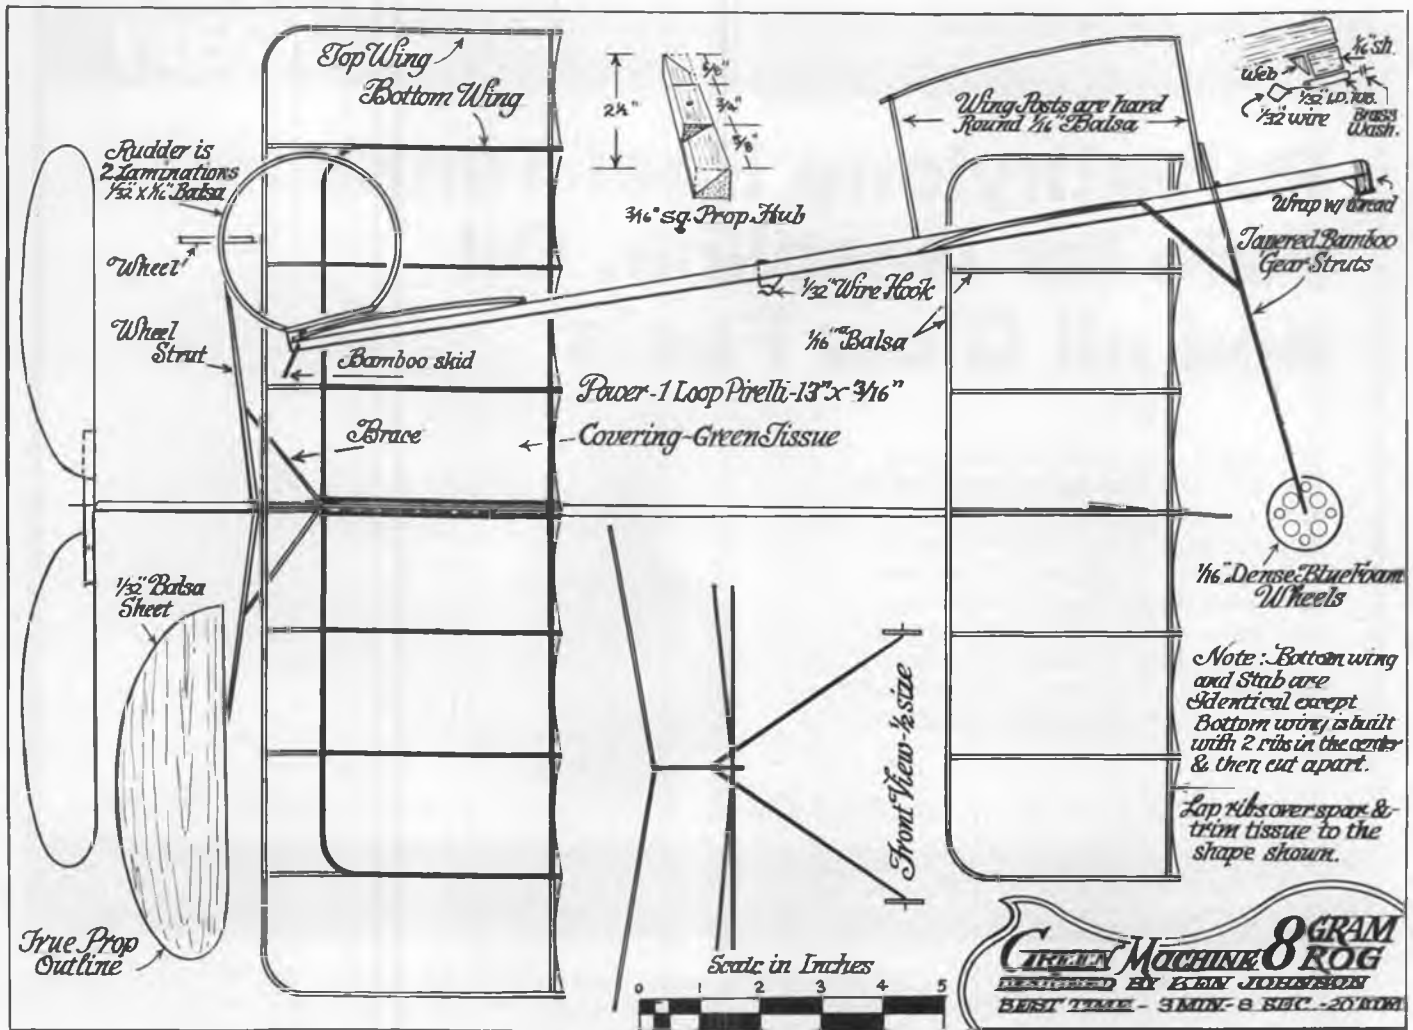 Top Wing
Bottom Wing
Rudder is
2 Laminations
1/32" x 1/16" Balsa
Wheel
Wheel
Strut
2¼"
5/8"
3/4"
5/8"
3/16" sq. Prop Hub
Wing Posts are hard
Round 1/16" Balsa
1/16" sh.
Web
1/32" I.D. TUB.
1/32" wire
Brass
Wash.
Wrap w/ thread
Tapered Bamboo
Gear Struts
1/32" Wire Hook
1/16" Balsa
Bamboo skid
Power-1 Loop Pirelli-13" x 3/16"
Brace
Covering-Green Tissue
1/32" Balsa
Sheet
1/16" Dense Blue Foam
Wheels
Front View-½ size
Note: Bottom wing
and Stab are
Identical except
Bottom wing is built
with 2 ribs in the center
& then cut apart.
Lap ribs over spar &
trim tissue to the
shape shown.
True Prop
Outline
Scale in Inches
0 1 2 3 4 5
Green Machine 8 GRAM
ROG
DESIGNED BY KEN JOHNSON
BEST TIME - 3 MIN.- 8 SEC. - 20'